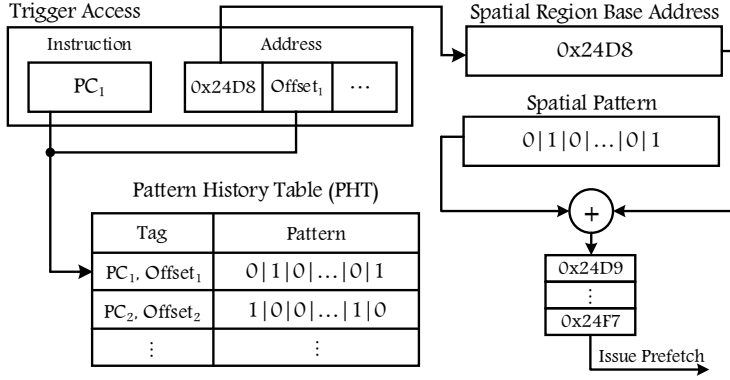 Trigger Access
Instruction
Address
PC₁
0x24D8
Offset₁
...
Spatial Region Base Address
0x24D8
Spatial Pattern
0|1|0|...|0|1
+
Pattern History Table (PHT)
Tag
Pattern
PC₁, Offset₁
0|1|0|...|0|1
PC₂, Offset₂
1|0|0|...|1|0
⋮
⋮
0x24D9
⋮
0x24F7
Issue Prefetch